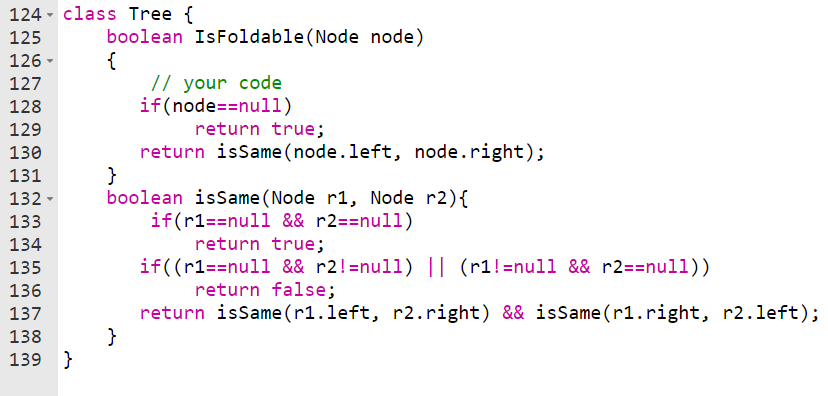 124 class Tree {
125     boolean IsFoldable(Node node)
126     {
127         // your code
128        if(node==null)
129             return true;
130        return isSame(node.left, node.right);
131     }
132     boolean isSame(Node r1, Node r2){
133         if(r1==null && r2==null)
134             return true;
135        if((r1==null && r2!=null) || (r1!=null && r2==null))
136             return false;
137        return isSame(r1.left, r2.right) && isSame(r1.right, r2.left);
138     }
139 }